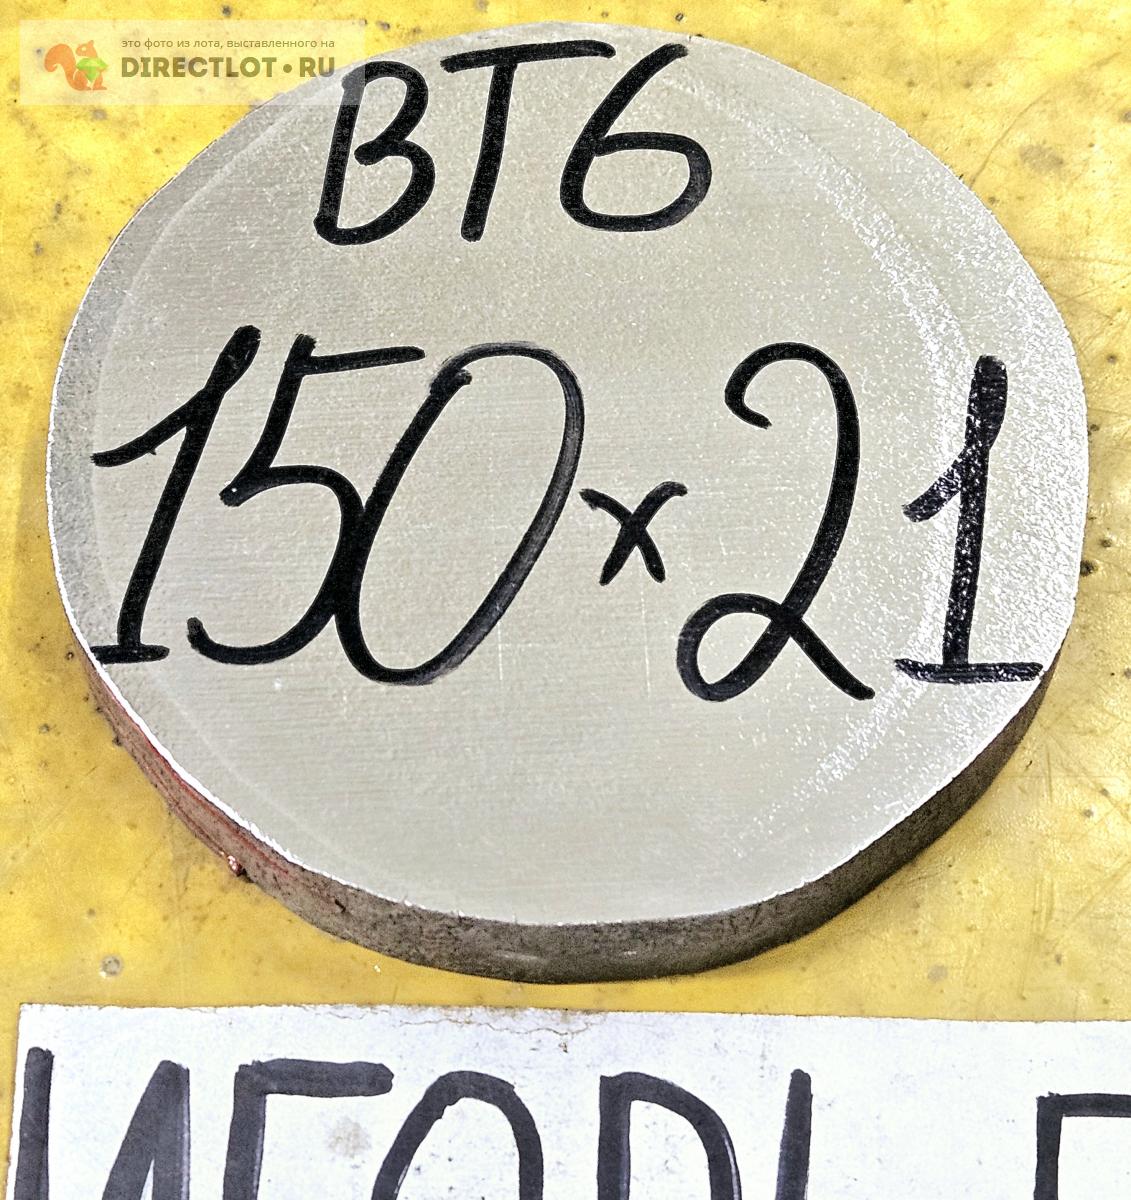 это фото из лота, выставленного на
DIRECTLOT•RU
ВТ6
150×21